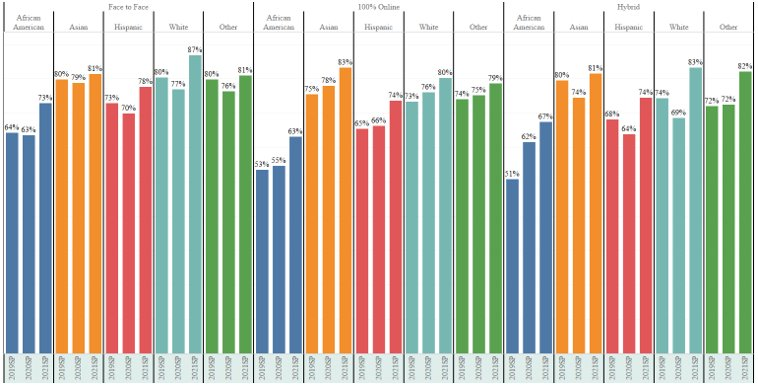 Face to Face 100% Online Hybrid
African American Asian Hispanic White Other African American Asian Hispanic White Other African American Asian Hispanic White Other
64% 63% 73% 80% 79% 81% 73% 70% 78% 80% 77% 87% 80% 76% 81% 53% 55% 63% 75% 78% 83% 65% 66% 74% 73% 76% 80% 74% 75% 79% 51% 62% 67% 80% 74% 81% 68% 64% 74% 74% 69% 83% 72% 72% 82%
2019SP 2020SP 2021SP 2019SP 2020SP 2021SP 2019SP 2020SP 2021SP 2019SP 2020SP 2021SP 2019SP 2020SP 2021SP 2019SP 2020SP 2021SP 2019SP 2020SP 2021SP 2019SP 2020SP 2021SP 2019SP 2020SP 2021SP 2019SP 2020SP 2021SP 2019SP 2020SP 2021SP 2019SP 2020SP 2021SP 2019SP 2020SP 2021SP 2019SP 2020SP 2021SP 2019SP 2020SP 2021SP